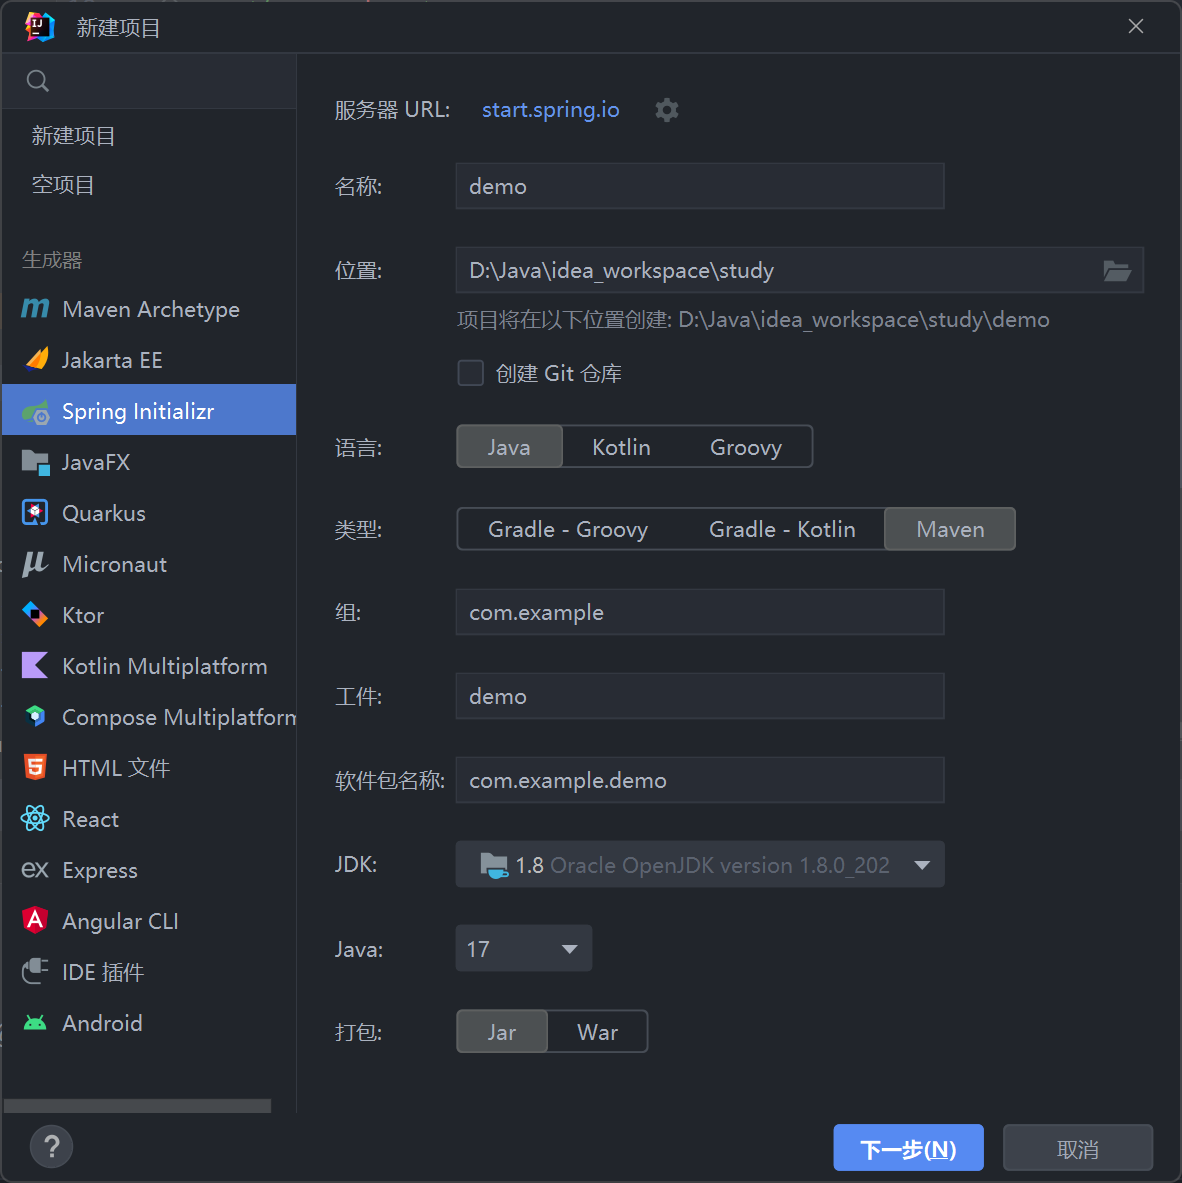 新建项目
新建项目
空项目
生成器
Maven Archetype
Jakarta EE
Spring Initializr
JavaFX
Quarkus
Micronaut
Ktor
Kotlin Multiplatform
Compose Multiplatform
HTML 文件
React
Express
Angular CLI
IDE 插件
Android
服务器 URL: start.spring.io
名称: demo
位置: D:\Java\idea_workspace\study
项目将在以下位置创建: D:\Java\idea_workspace\study\demo
创建 Git 仓库
语言: Java Kotlin Groovy
类型: Gradle - Groovy Gradle - Kotlin Maven
组: com.example
工件: demo
软件包名称: com.example.demo
JDK: 1.8 Oracle OpenJDK version 1.8.0_202
Java: 17
打包: Jar War
? 下一步(N) 取消